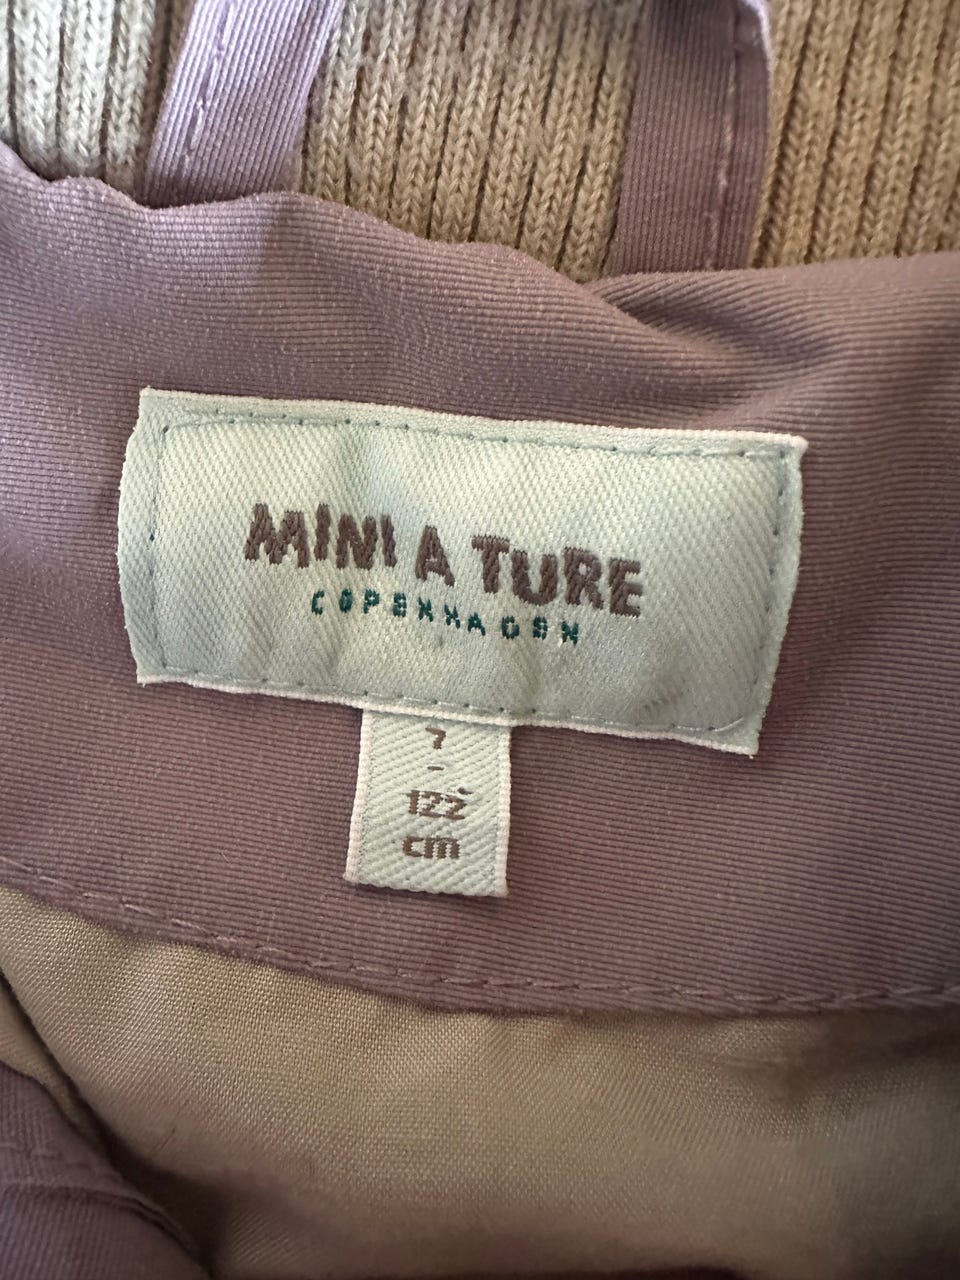 MINI A TURE
COPENHAGEN
7
-
122
cm